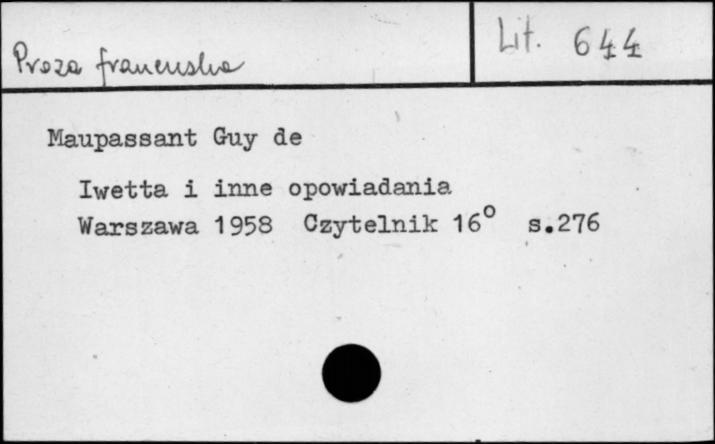 Proza francuska
Lit. 644
Maupassant Guy de
Iwetta i inne opowiadania
Warszawa 1958 Czytelnik 16° s.276